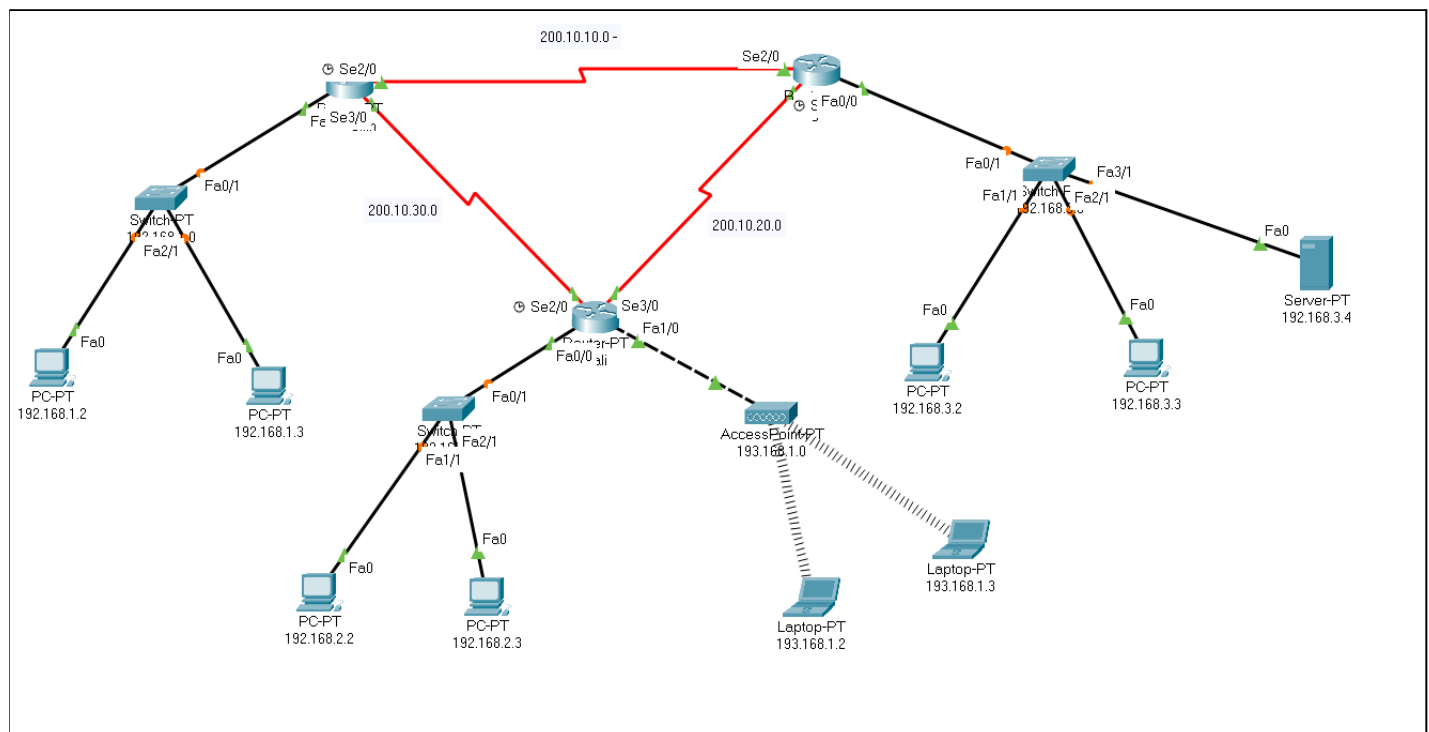 200.10.10.0 -
Se2/0
Se2/0
Se3/0
Fa0/0
Fa0/1
Fa0/1
Fa3/1
Fa1/1
Fa2/1
Switch-PT
Fa2/1
200.10.30.0
200.10.20.0
Fa0
Server-PT
192.168.3.4
Se2/0
Se3/0
Fa1/0
Router-PT
Fa0/0
Fa0
PC-PT
192.168.1.2
Fa0
PC-PT
192.168.1.3
Fa0
PC-PT
192.168.3.2
Fa0
PC-PT
192.168.3.3
Fa0/1
Fa2/1
Fa1/1
AccessPoint-PT
193.168.1.0
Fa0
PC-PT
192.168.2.2
Fa0
PC-PT
192.168.2.3
Laptop-PT
193.168.1.3
Laptop-PT
193.168.1.2